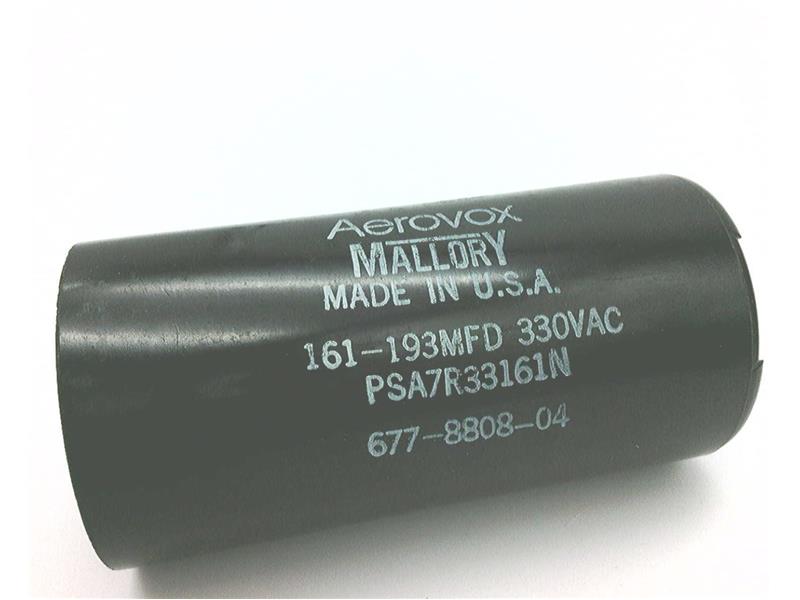 Aerovox
MALLORY
MADE IN U.S.A.
161-193MFD 330VAC
PSA7R33161N
677-8808-04